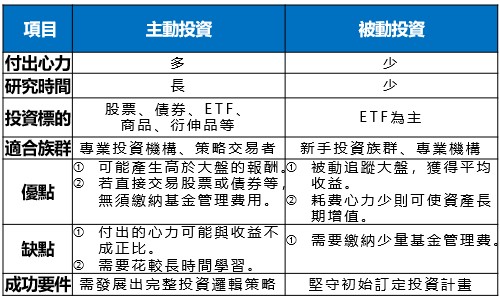 項目 主動投資 被動投資
付出心力 多 少
研究時間 長 少
投資標的 股票、債券、ETF、 ETF為主
商品、衍伸品等
適合族群 專業投資機構、策略交易者 新手投資族群、專業機構
優點
① 可能產生高於大盤的報酬。
② 若直接交易股票或債券等，
無須繳納基金管理費用。
① 被動追蹤大盤，獲得平均
收益。
② 耗費心力少則可使資產長
期增值。
缺點
① 付出的心力可能與收益不
成正比。
② 需要花較長時間學習。
① 需要繳納少量基金管理費。
成功要件 需發展出完整投資邏輯策略 堅守初始訂定投資計畫